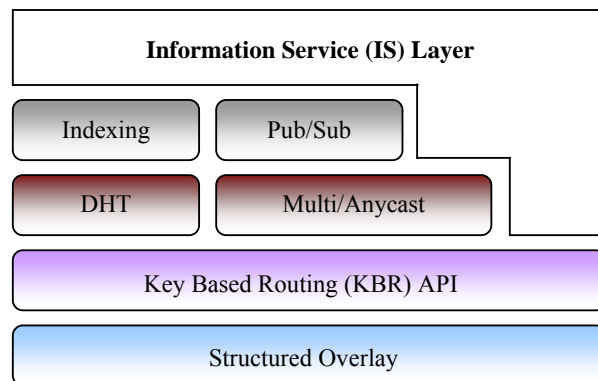 Information Service (IS) Layer
Indexing
Pub/Sub
DHT
Multi/Anycast
Key Based Routing (KBR) API
Structured Overlay